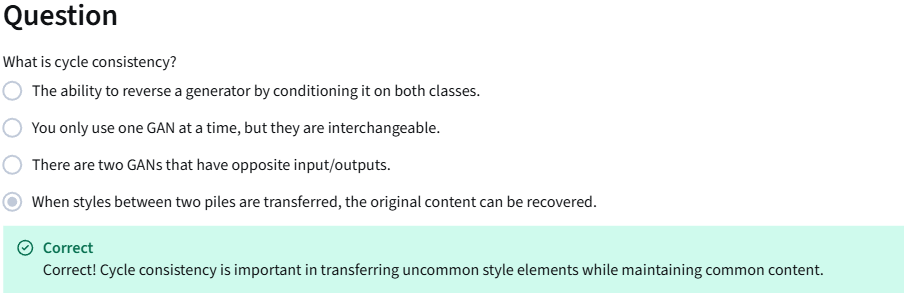 Question
What is cycle consistency?
The ability to reverse a generator by conditioning it on both classes.
You only use one GAN at a time, but they are interchangeable.
There are two GANs that have opposite input/outputs.
When styles between two piles are transferred, the original content can be recovered.
Correct
Correct! Cycle consistency is important in transferring uncommon style elements while maintaining common content.